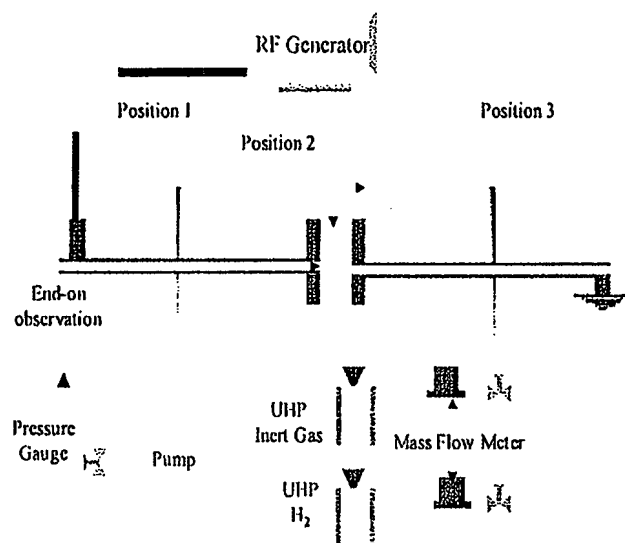 RF Generator
Position 1
Position 2
Position 3
End-on
observation
Pressure
Gauge
Pump
UHP
Inert Gas
Mass Flow Meter
UHP
H₂